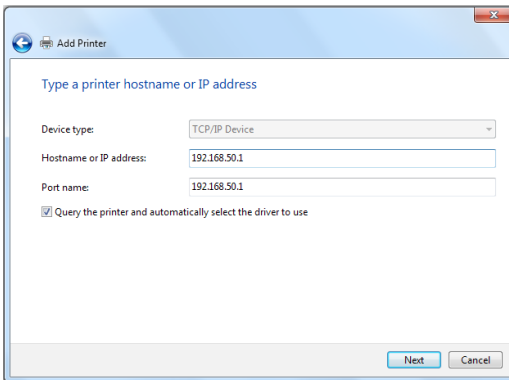 Add Printer
Type a printer hostname or IP address
Device type: TCP/IP Device
Hostname or IP address: 192.168.50.1
Port name: 192.168.50.1
Query the printer and automatically select the driver to use
Next Cancel